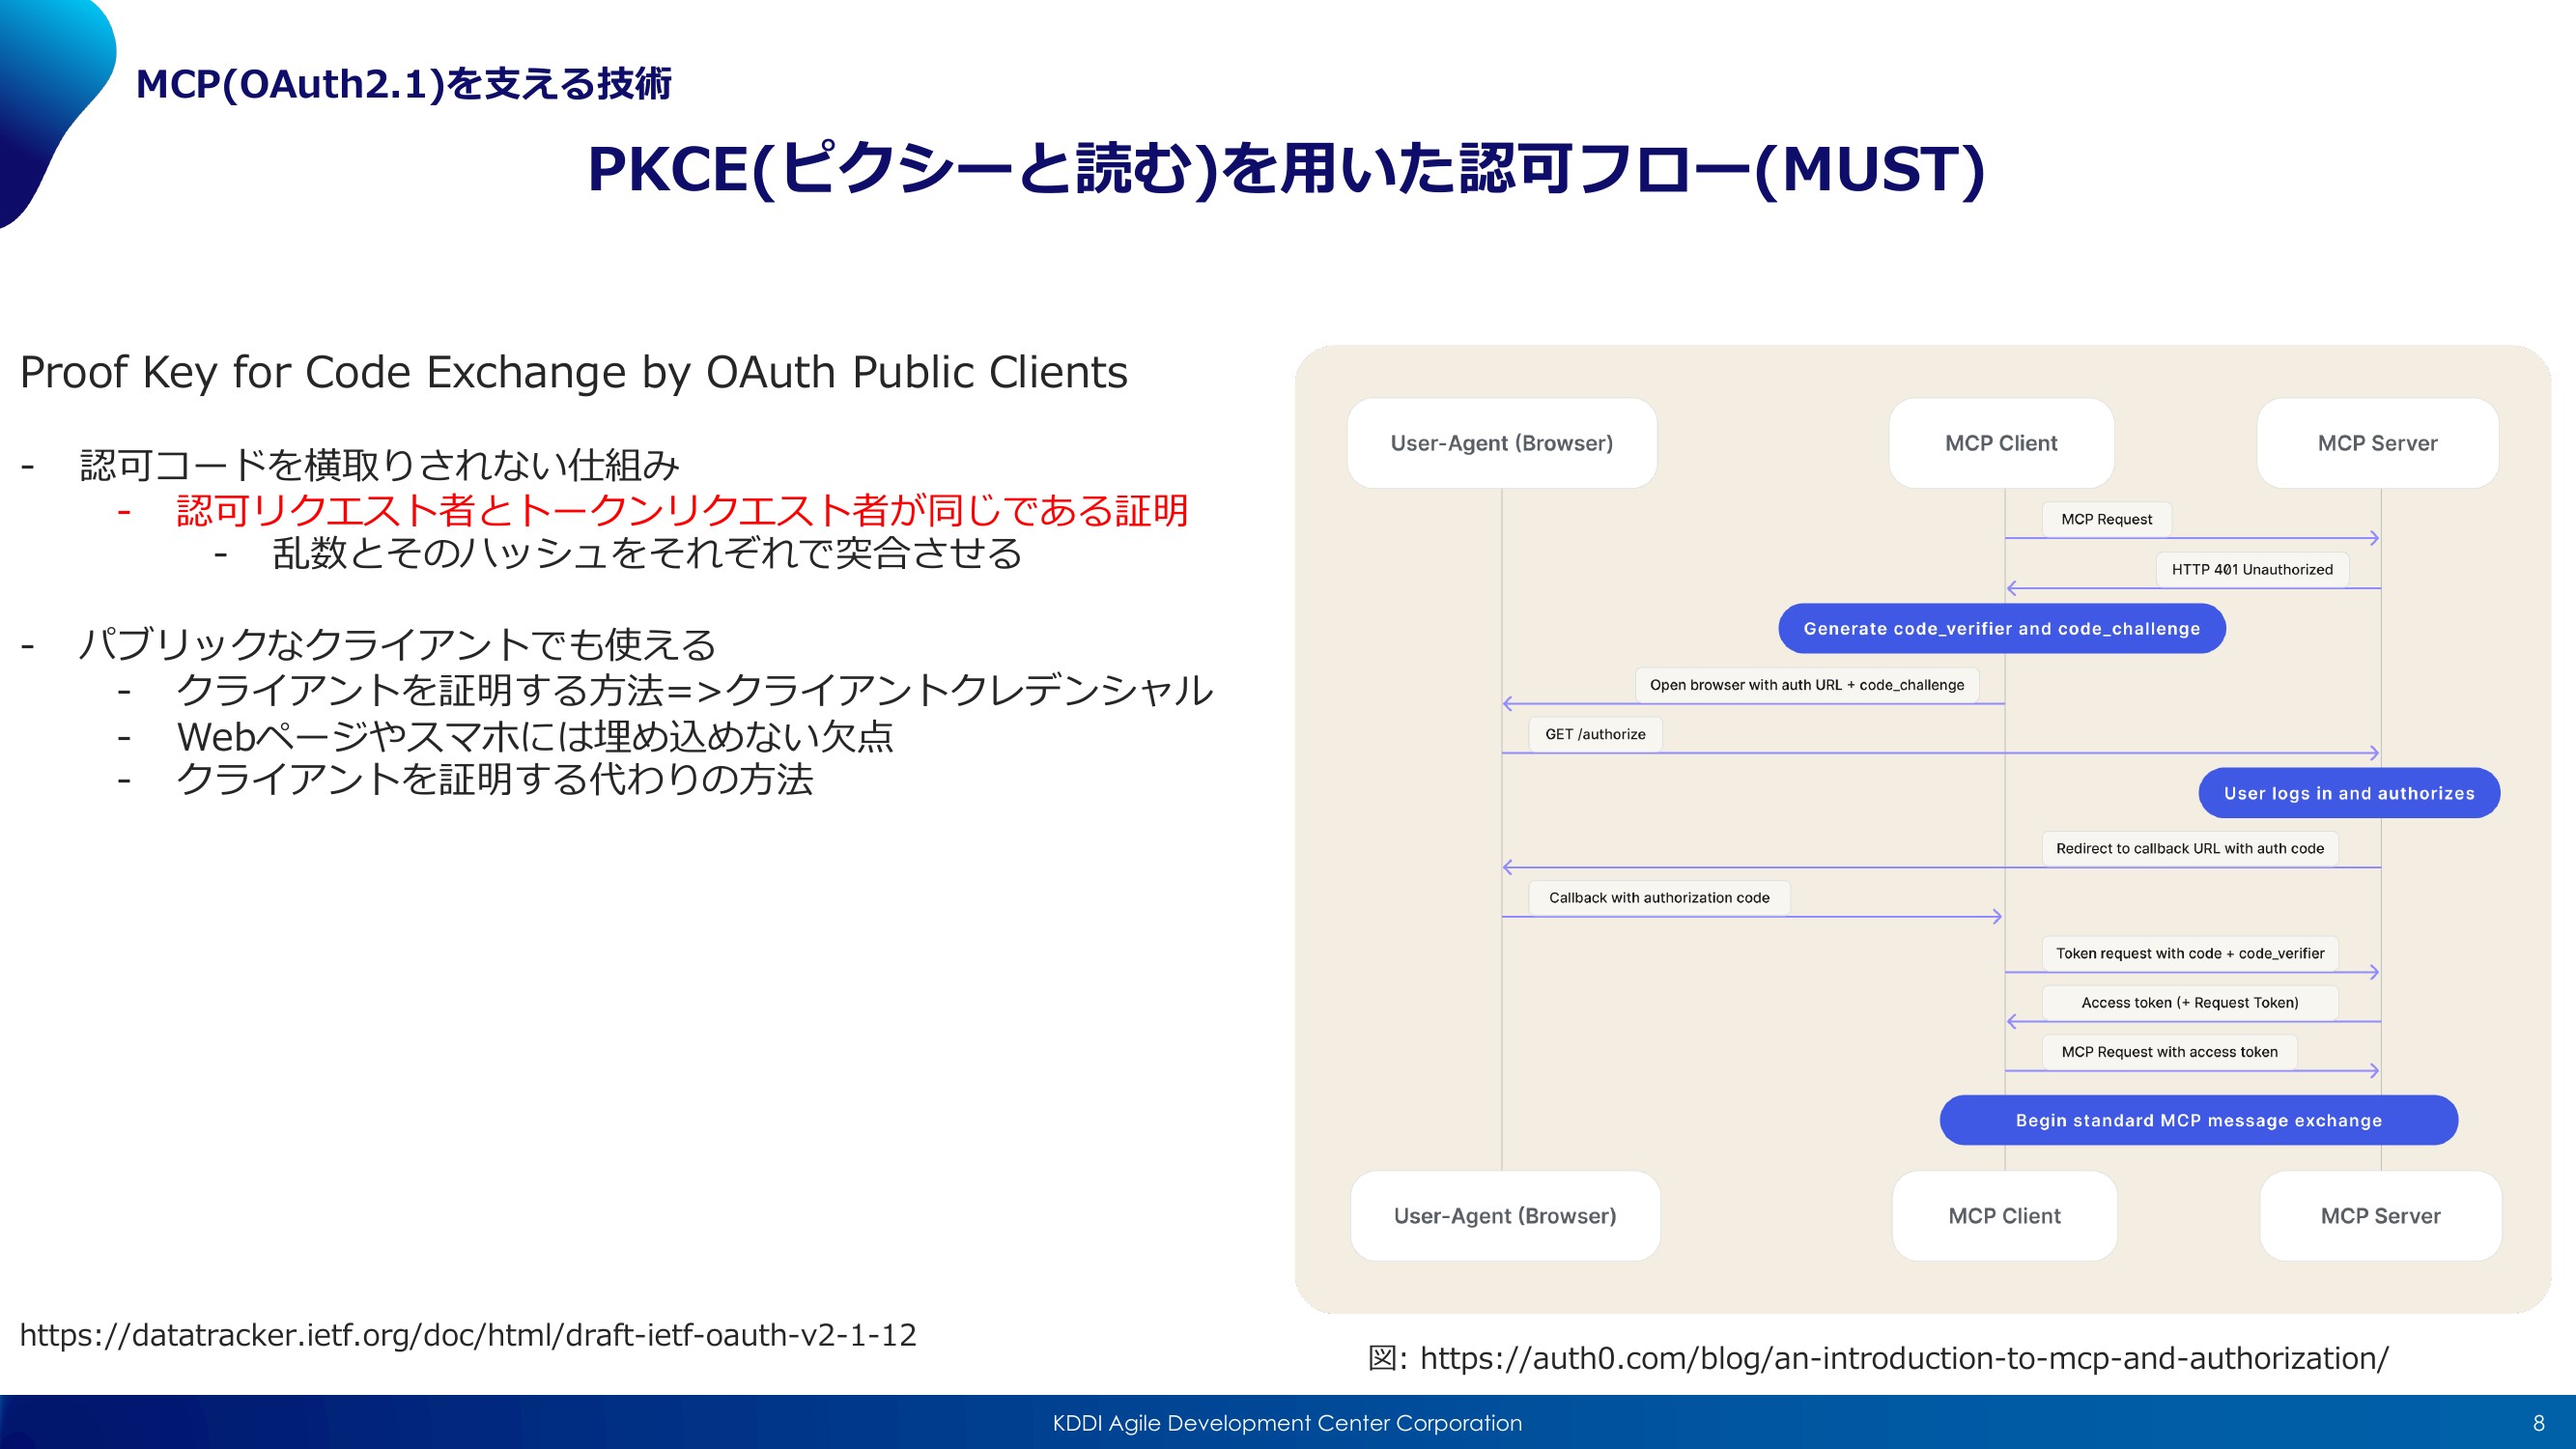 MCP(OAuth2.1)を支える技術
PKCE(ピクシーと読む)を用いた認可フロー(MUST)
Proof Key for Code Exchange by OAuth Public Clients
- 認可コードを横取りされない仕組み
- 認可リクエスト者とトークンリクエスト者が同じである証明
- 乱数とそのハッシュをそれぞれで突合させる
- パブリックなクライアントでも使える
- クライアントを証明する方法=>クライアントクレデンシャル
- Webページやスマホには埋め込めない欠点
- クライアントを証明する代わりの方法
https://datatracker.ietf.org/doc/html/draft-ietf-oauth-v2-1-12
User-Agent (Browser)
MCP Client
MCP Server
MCP Request
HTTP 401 Unauthorized
Generate code_verifier and code_challenge
Open browser with auth URL + code_challenge
GET /authorize
User logs in and authorizes
Redirect to callback URL with auth code
Callback with authorization code
Token request with code + code_verifier
Access token (+ Request Token)
MCP Request with access token
Begin standard MCP message exchange
User-Agent (Browser)
MCP Client
MCP Server
図: https://auth0.com/blog/an-introduction-to-mcp-and-authorization/
KDDI Agile Development Center Corporation
8